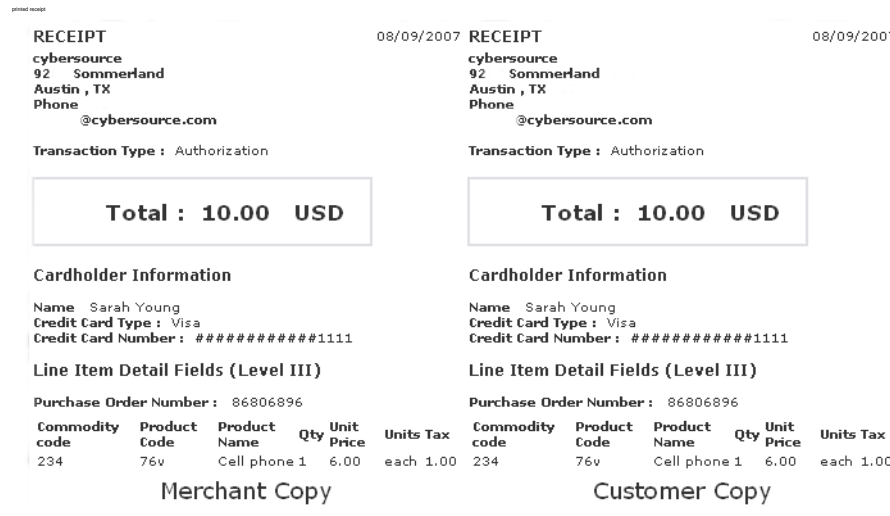 printed receipt
RECEIPT 08/09/2007
cybersource
92 Sommerland
Austin , TX
Phone
@cybersource.com
Transaction Type : Authorization
Total : 10.00 USD
Cardholder Information
Name Sarah Young
Credit Card Type : Visa
Credit Card Number : ############1111
Line Item Detail Fields (Level III)
Purchase Order Number : 86806896
Commodity code Product Code Product Name Qty Unit Price Units Tax
234 76v Cell phone 1 6.00 each 1.00
Merchant Copy
RECEIPT 08/09/2007
cybersource
92 Sommerland
Austin , TX
Phone
@cybersource.com
Transaction Type : Authorization
Total : 10.00 USD
Cardholder Information
Name Sarah Young
Credit Card Type : Visa
Credit Card Number : ############1111
Line Item Detail Fields (Level III)
Purchase Order Number : 86806896
Commodity code Product Code Product Name Qty Unit Price Units Tax
234 76v Cell phone 1 6.00 each 1.00
Customer Copy